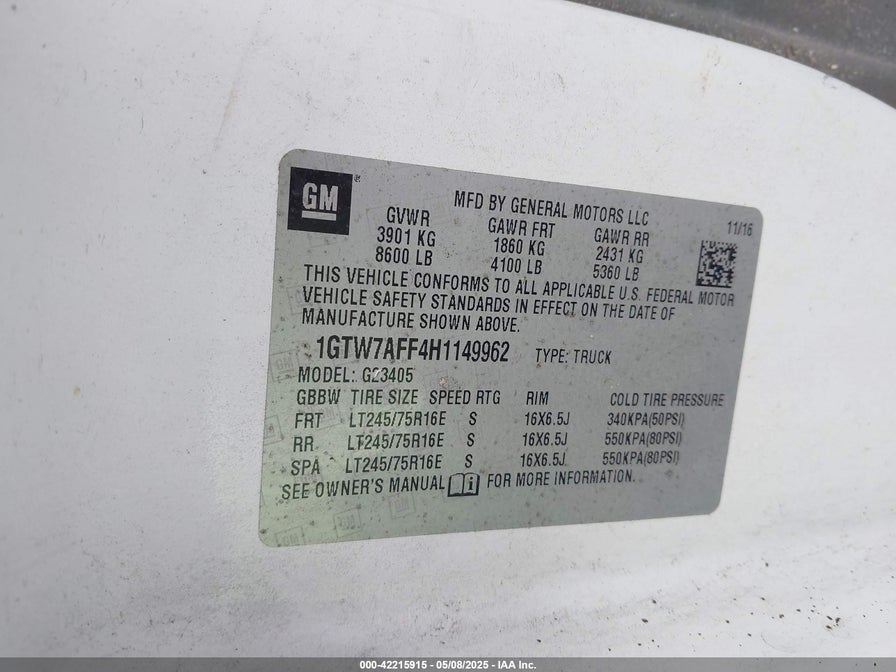 GM
MFD BY GENERAL MOTORS LLC
11/16
GVWR GAWR FRT GAWR RR
3901 KG 1860 KG 2431 KG
8600 LB 4100 LB 5360 LB
THIS VEHICLE CONFORMS TO ALL APPLICABLE U.S. FEDERAL MOTOR
VEHICLE SAFETY STANDARDS IN EFFECT ON THE DATE OF
MANUFACTURE SHOWN ABOVE.
1GTW7AFF4H1149962 TYPE: TRUCK
MODEL: G23405
GBBW TIRE SIZE SPEED RTG RIM COLD TIRE PRESSURE
FRT LT245/75R16E S 16X6.5J 340KPA(50PSI)
RR LT245/75R16E S 16X6.5J 550KPA(80PSI)
SPA LT245/75R16E S 16X6.5J 550KPA(80PSI)
SEE OWNER'S MANUAL FOR MORE INFORMATION.
000-42215915 - 05/08/2025 - IAA Inc.